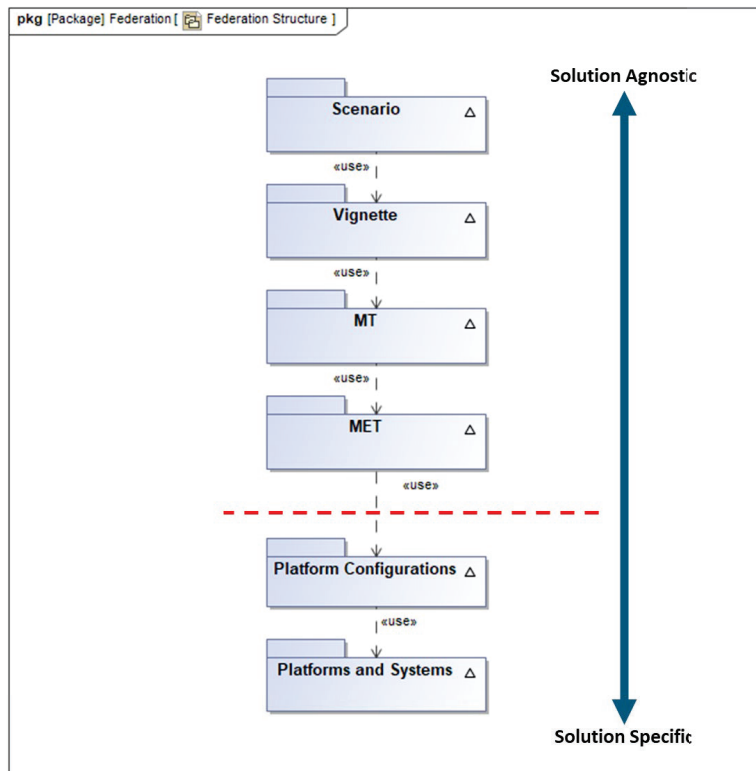 pkg [Package] Federation [ Federation Structure ]
Solution Agnostic
Scenario
«use»
Vignette
«use»
MT
«use»
MET
«use»
Platform Configurations
«use»
Platforms and Systems
Solution Specific